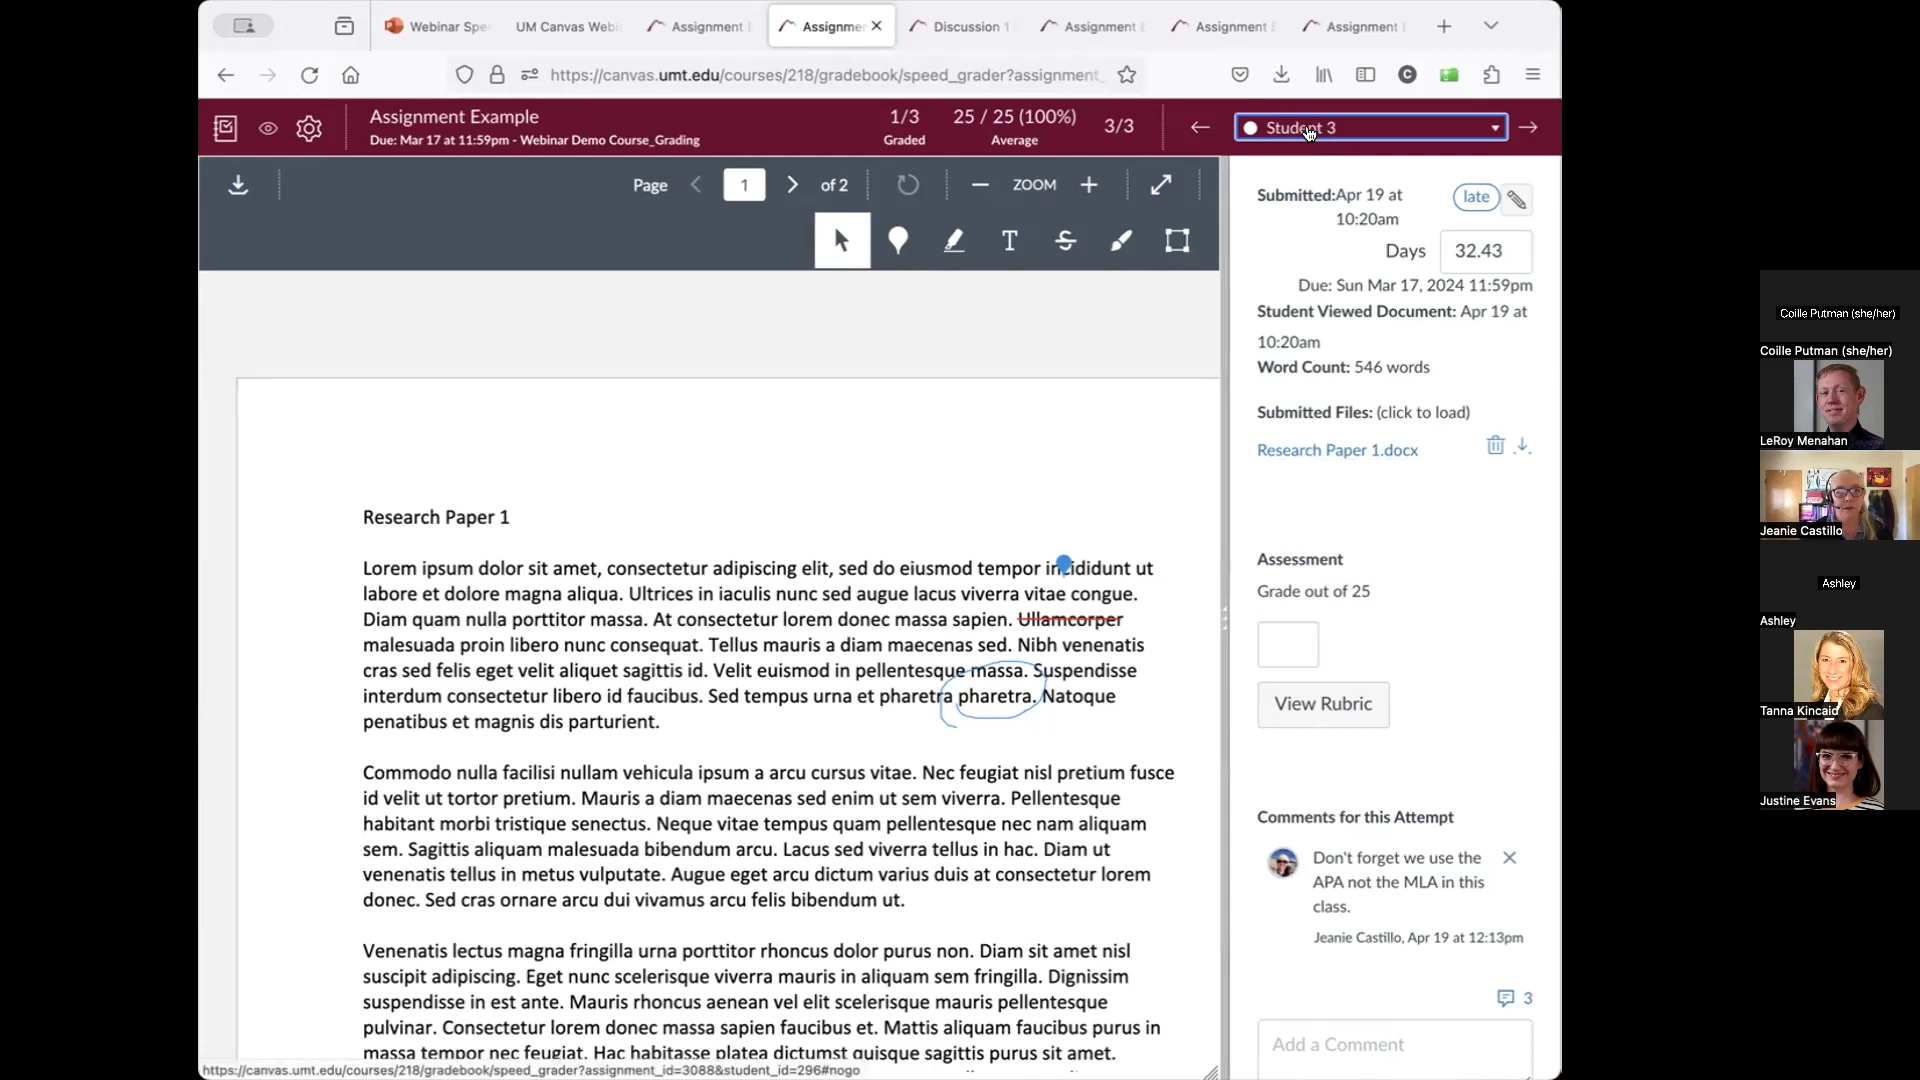 Webinar Spe
UM Canvas Webi
Assignment
Assignmen
Discussion 1
Assignment
Assignment
Assignment
https://canvas.umt.edu/courses/218/gradebook/speed_grader?assignment_
Assignment Example
Due: Mar 17 at 11:59pm - Webinar Demo Course_Grading
1/3
Graded
25 / 25 (100%)
Average
3/3
Student 3
Page
1
of 2
ZOOM
T
S
Submitted: Apr 19 at
10:20am
late
Days
32.43
Due: Sun Mar 17, 2024 11:59pm
Student Viewed Document: Apr 19 at
10:20am
Word Count: 546 words
Submitted Files: (click to load)
Research Paper 1.docx
Assessment
Grade out of 25
View Rubric
Comments for this Attempt
Don't forget we use the
APA not the MLA in this
class.
Jeanie Castillo, Apr 19 at 12:13pm
3
Add a Comment
Research Paper 1
Lorem ipsum dolor sit amet, consectetur adipiscing elit, sed do eiusmod tempor incididunt ut
labore et dolore magna aliqua. Ultrices in iaculis nunc sed augue lacus viverra vitae congue.
Diam quam nulla porttitor massa. At consectetur lorem donec massa sapien. Ullamcorper
malesuada proin libero nunc consequat. Tellus mauris a diam maecenas sed. Nibh venenatis
cras sed felis eget velit aliquet sagittis id. Velit euismod in pellentesque massa. Suspendisse
interdum consectetur libero id faucibus. Sed tempus urna et pharetra pharetra. Natoque
penatibus et magnis dis parturient.
Commodo nulla facilisi nullam vehicula ipsum a arcu cursus vitae. Nec feugiat nisl pretium fusce
id velit ut tortor pretium. Mauris a diam maecenas sed enim ut sem viverra. Pellentesque
habitant morbi tristique senectus. Neque vitae tempus quam pellentesque nec nam aliquam
sem. Sagittis aliquam malesuada bibendum arcu. Lacus sed viverra tellus in hac. Diam ut
venenatis tellus in metus vulputate. Augue eget arcu dictum varius duis at consectetur lorem
donec. Sed cras ornare arcu dui vivamus arcu felis bibendum ut.
Venenatis lectus magna fringilla urna porttitor rhoncus dolor purus non. Diam sit amet nisl
suscipit adipiscing. Eget nunc scelerisque viverra mauris in aliquam sem fringilla. Dignissim
suspendisse in est ante. Mauris rhoncus aenean vel elit scelerisque mauris pellentesque
pulvinar. Consectetur lorem donec massa sapien faucibus et. Mattis aliquam faucibus purus in
massa tempor nec feugiat. Hac habitasse platea dictumst quisque sagittis purus sit amet.
https://canvas.umt.edu/courses/218/gradebook/speed_grader?assignment_id=3088&student_id=296#nogo
Coille Putman (she/her)
Coille Putman (she/her)
LeRoy Menahan
Jeanie Castillo
Ashley
Ashley
Tanna Kincaid
Justine Evans